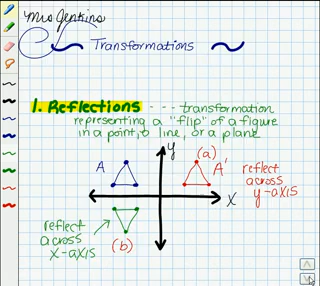 Mrs Jenkins
Transformations
1. Reflections - - - - transformation
representing a "flip" of a figure
in a point, a line, or a plane
y
(a)
A
A'
reflect
across
y-axis
x
reflect
across
x-axis
(b)